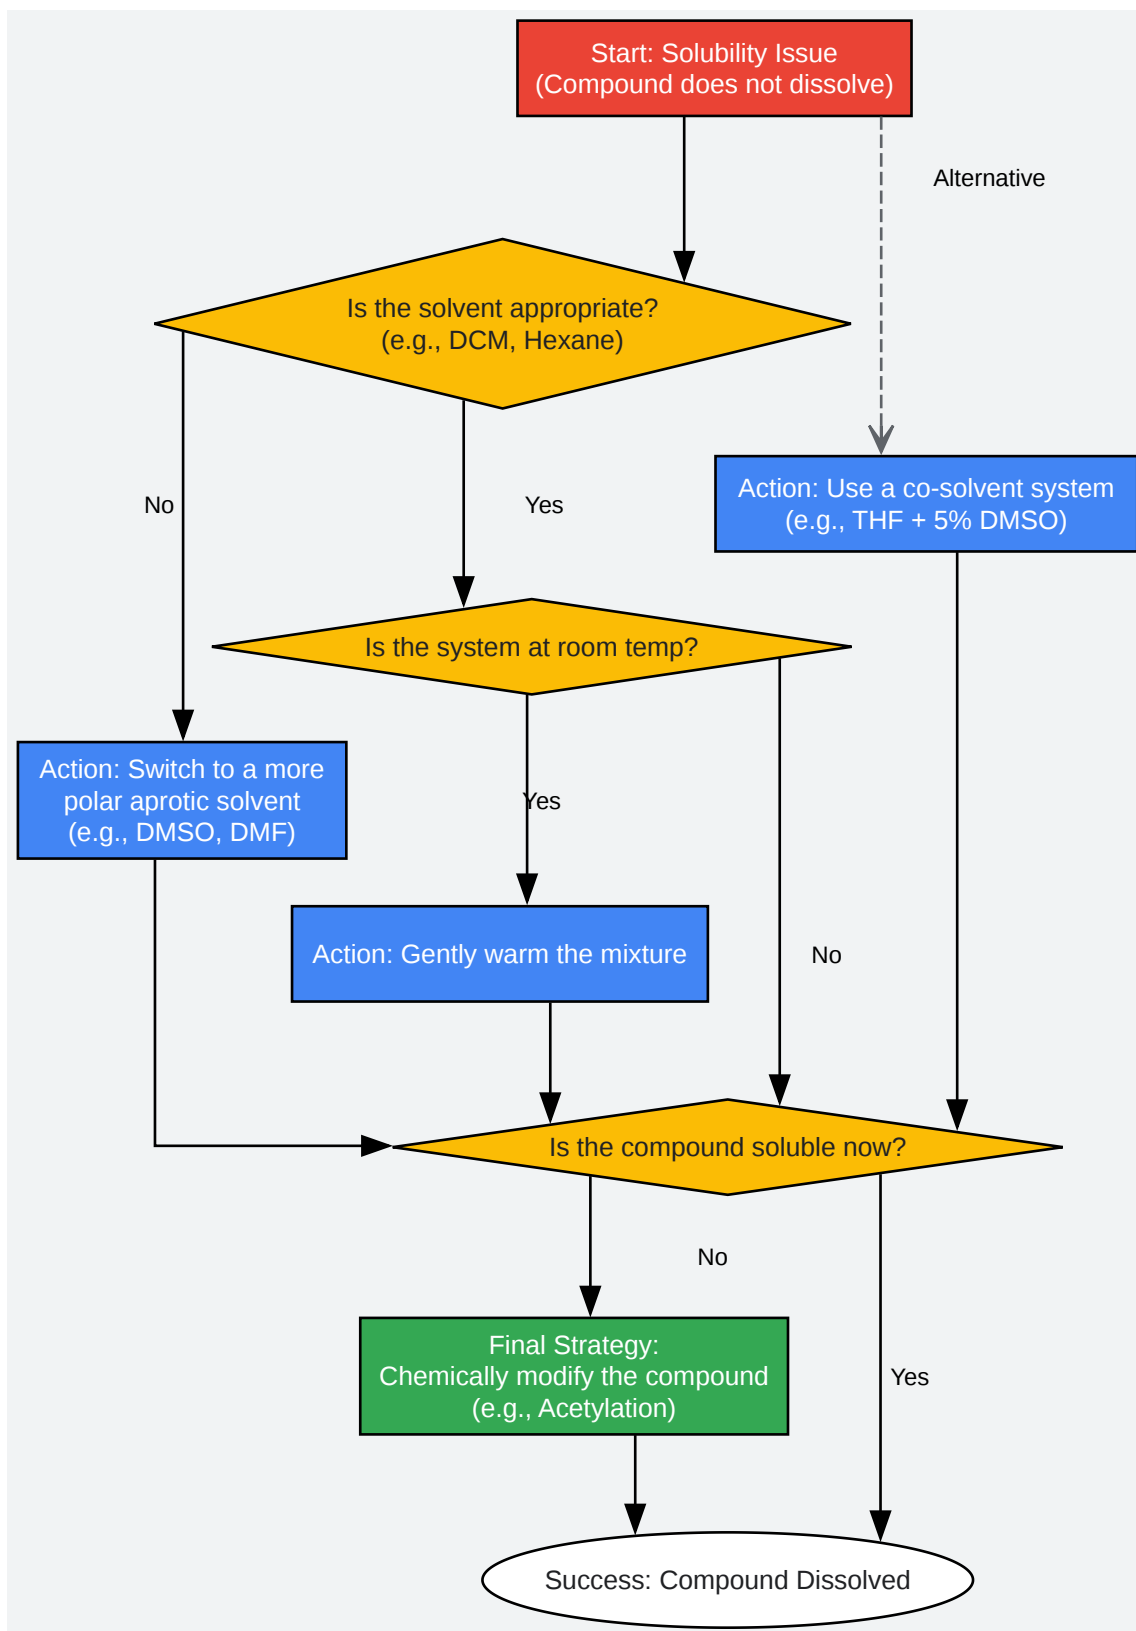 Start: Solubility Issue
(Compound does not dissolve)
Alternative
Is the solvent appropriate?
(e.g., DCM, Hexane)
No
Yes
Action: Use a co-solvent system
(e.g., THF + 5% DMSO)
Is the system at room temp?
Action: Switch to a more
polar aprotic solvent
(e.g., DMSO, DMF)
Yes
Action: Gently warm the mixture
No
Is the compound soluble now?
No
Final Strategy:
Chemically modify the compound
(e.g., Acetylation)
Yes
Success: Compound Dissolved